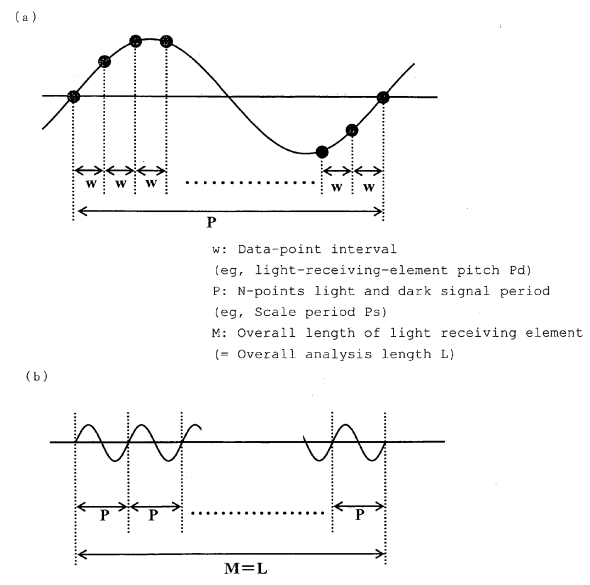 (a)
w w w w w
P
w: Data-point interval
(eg, light-receiving-element pitch Pd)
P: N-points light and dark signal period
(eg, Scale period Ps)
M: Overall length of light receiving element
(= Overall analysis length L)
(b)
P P P
M=L